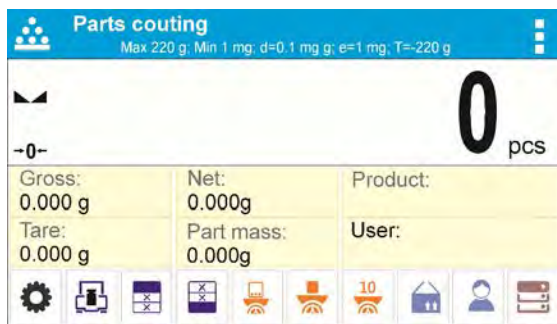 Parts couting
Max 220 g; Min 1 mg; d=0.1 mg g; e=1 mg; T=-220 g
0 pcs
→0←
Gross: Net: Product:
0.000 g 0.000g
Tare: Part mass: User:
0.000 g 0.000g
10